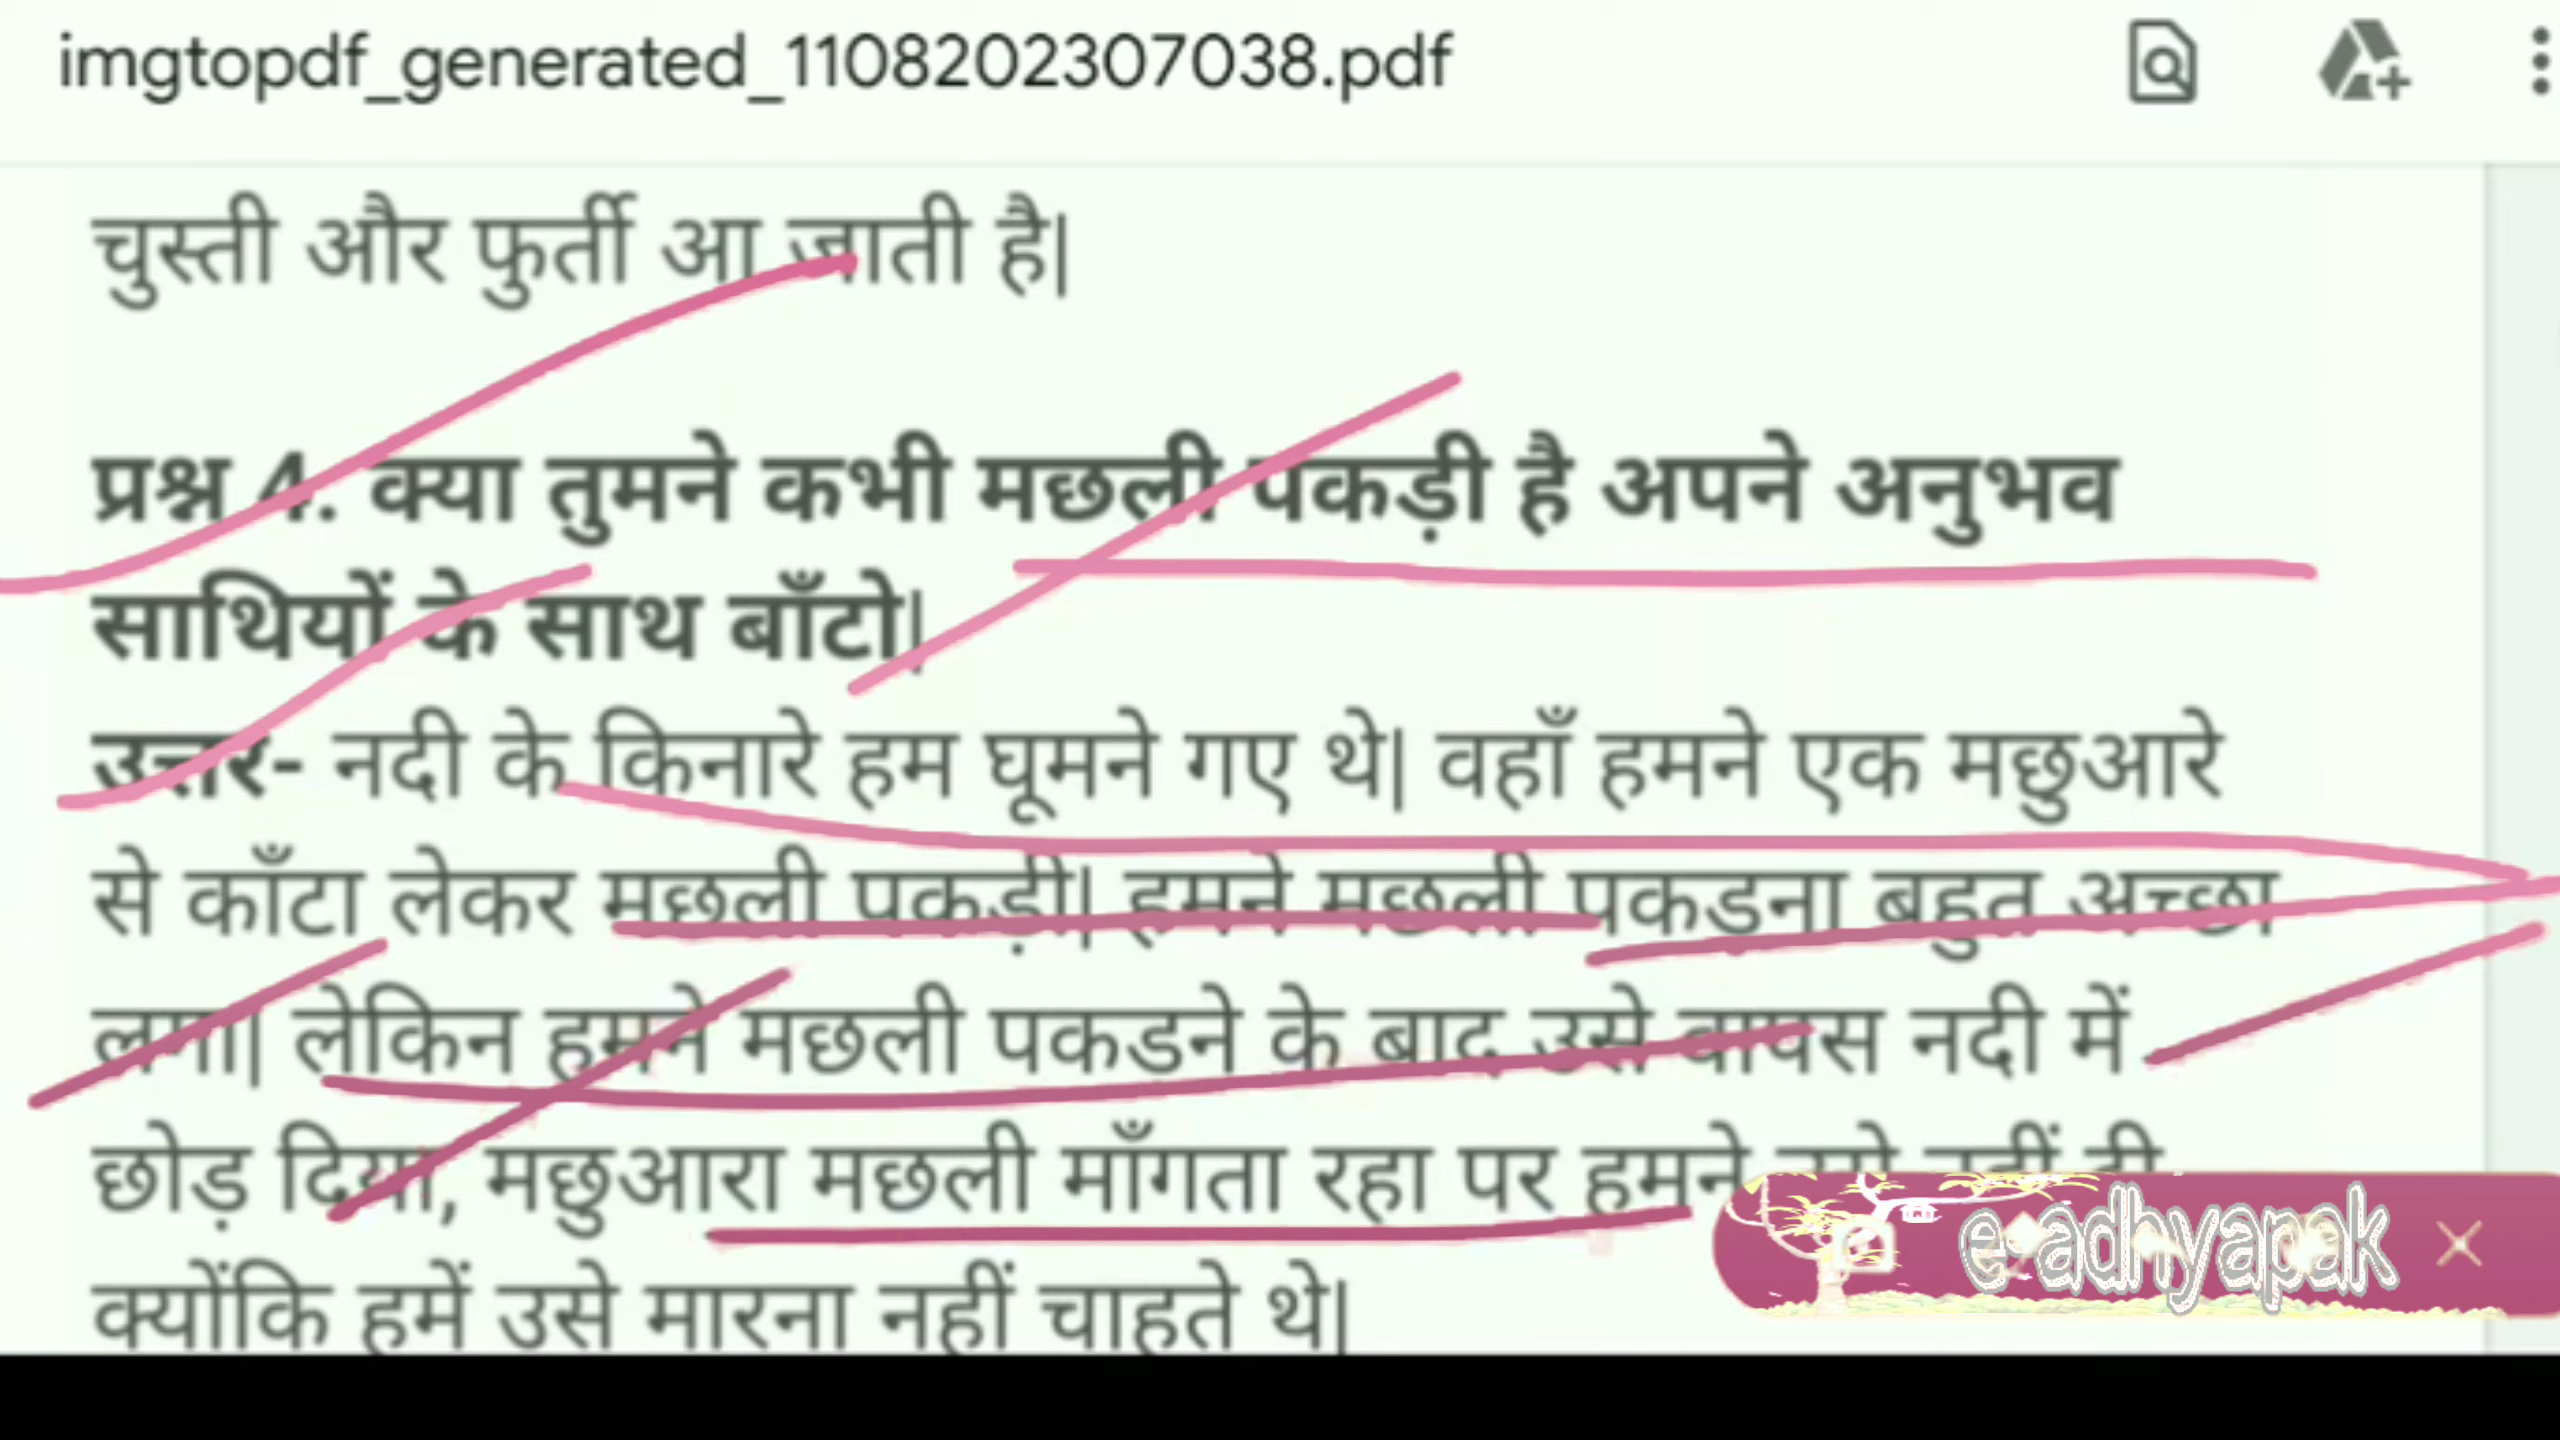 imgtopdf_generated_1108202307038.pdf
चुस्ती और फुर्ती आ जाती है|
प्रश्न 4. क्या तुमने कभी मछली पकड़ी है अपने अनुभव
साथियों के साथ बाँटो|
उत्तर- नदी के किनारे हम घूमने गए थे| वहाँ हमने एक मछुआरे
से काँटा लेकर मछली पकड़ी| हमने मछली पकडना बहुत अच्छा
लगा| लेकिन हमने मछली पकडने के बाद उसे वापस नदी में
छोड़ दिया, मछुआरा मछली माँगता रहा पर हमने
क्योंकि हमें उसे मारना नहीं चाहते थे|
e-adhyapak